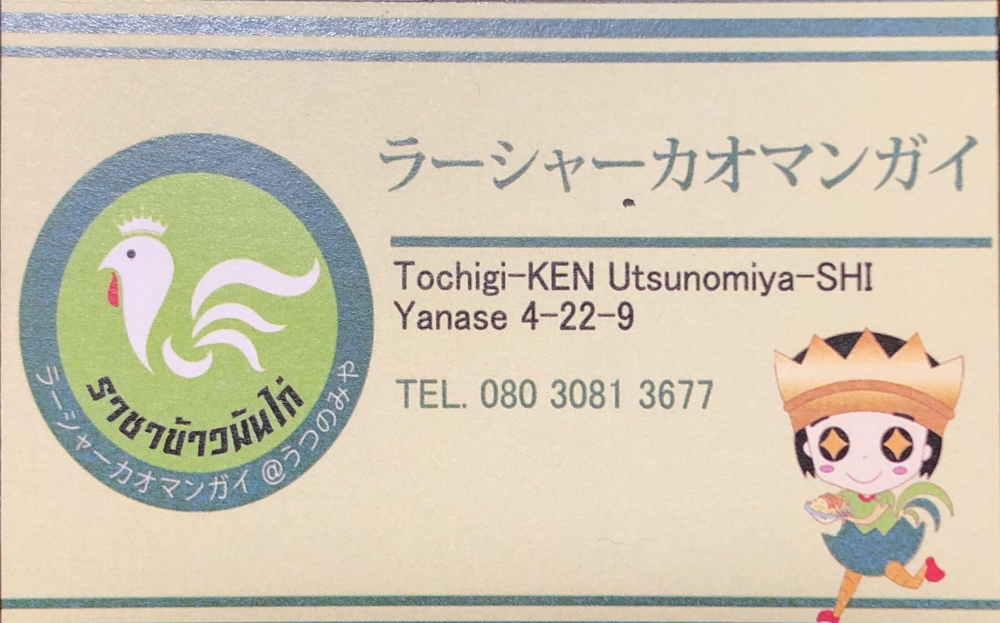 ラーシャーカオマンガイ
Tochigi-KEN Utsunomiya-SHI
Yanase 4-22-9
TEL. 080 3081 3677
ราชาข้าวมันไก่
ラーシャーカオマンガイ @うつのみや